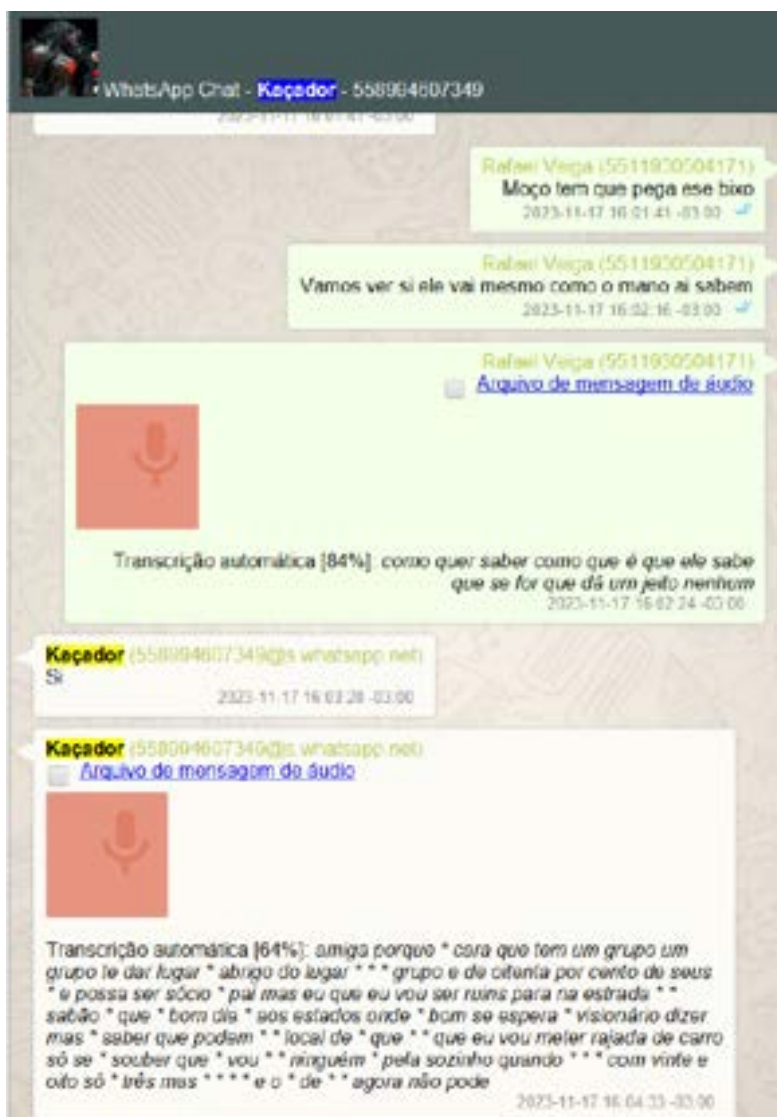 WhatsApp Chat - Kaçador - 558994607349
2023-11-17 16:01:41 -03:00
Rafael Veiga (5511930504171)
Moço tem que pega ese bixo
2023-11-17 16:01:41 -03:00
Rafael Veiga (5511930504171)
Vamos ver si ele vai mesmo como o mano ai sabem
2023-11-17 16:02:16 -03:00
Rafael Veiga (5511930504171)
Arquivo de mensagem de áudio
Transcrição automática [84%]: como quer saber como que é que ele sabe
que se for que dá um jeito nenhum
2023-11-17 16:02:24 -03:00
Kaçador (558994607349@s.whatsapp.net)
Si
2023-11-17 16:03:28 -03:00
Kaçador (558994607349@s.whatsapp.net)
Arquivo de mensagem de áudio
Transcrição automática [64%]: amiga porque * cara que tem um grupo um
grupo te dar lugar * abrigo do lugar * * * grupo e de oitenta por cento de seus
* e possa ser sócio * pai mas eu que eu vou ser ruins para na estrada * *
sabão * que * bom dia * aos estados onde * bom se espera * visionário dizer
mas * saber que podem * * local de * que * * que eu vou meter rajada de carro
só se * souber que * vou * * ninguém * pela sozinho quando * * * com vinte e
oito só * três mas * * * * e o * de * * agora não pode
2023-11-17 16:04:33 -03:00